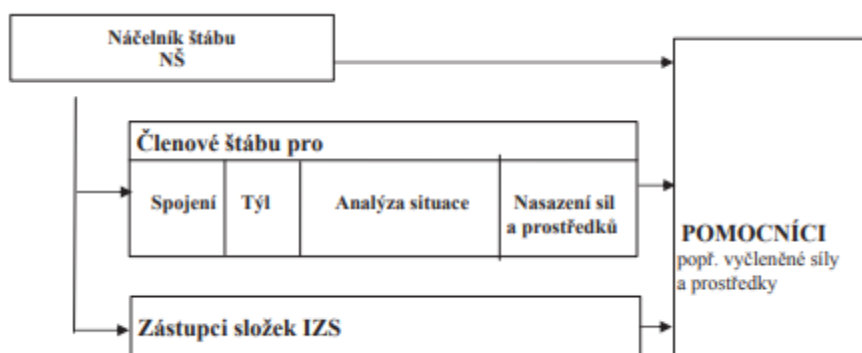 Náčelník štábu
NŠ
Členové štábu pro
Spojení
Týl
Analýza situace
Nasazení sil
a prostředků
POMOCNÍCI
popř. vyčleněné síly
a prostředky
Zástupci složek IZS